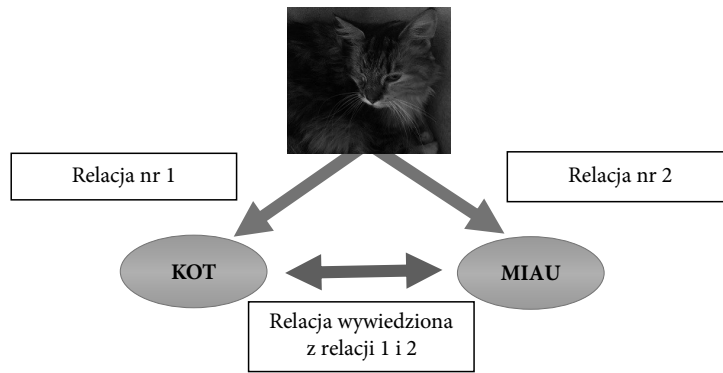 Relacja nr 1
Relacja nr 2
KOT
MIAU
Relacja wywiedziona
z relacji 1 i 2